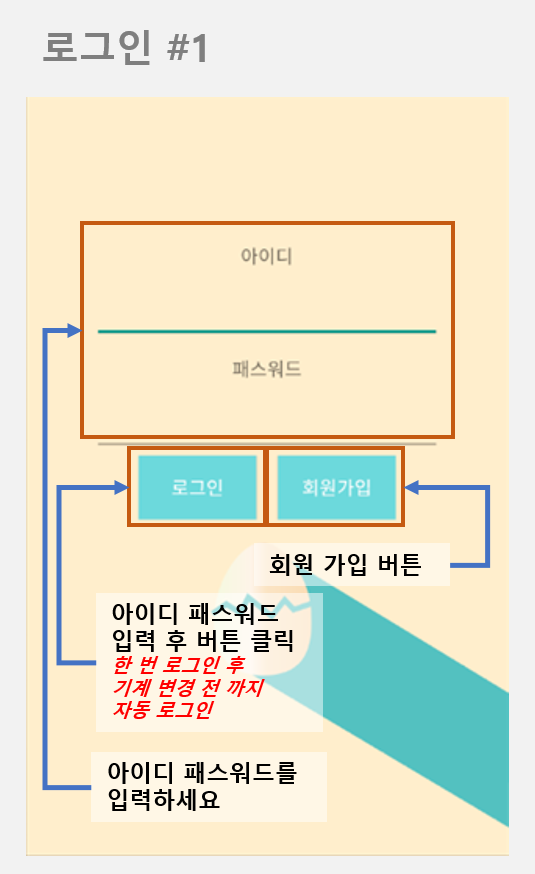 로그인 #1
아이디
패스워드
로그인
회원가입
회원 가입 버튼
아이디 패스워드
입력 후 버튼 클릭
한 번 로그인 후
기계 변경 전 까지
자동 로그인
아이디 패스워드를
입력하세요